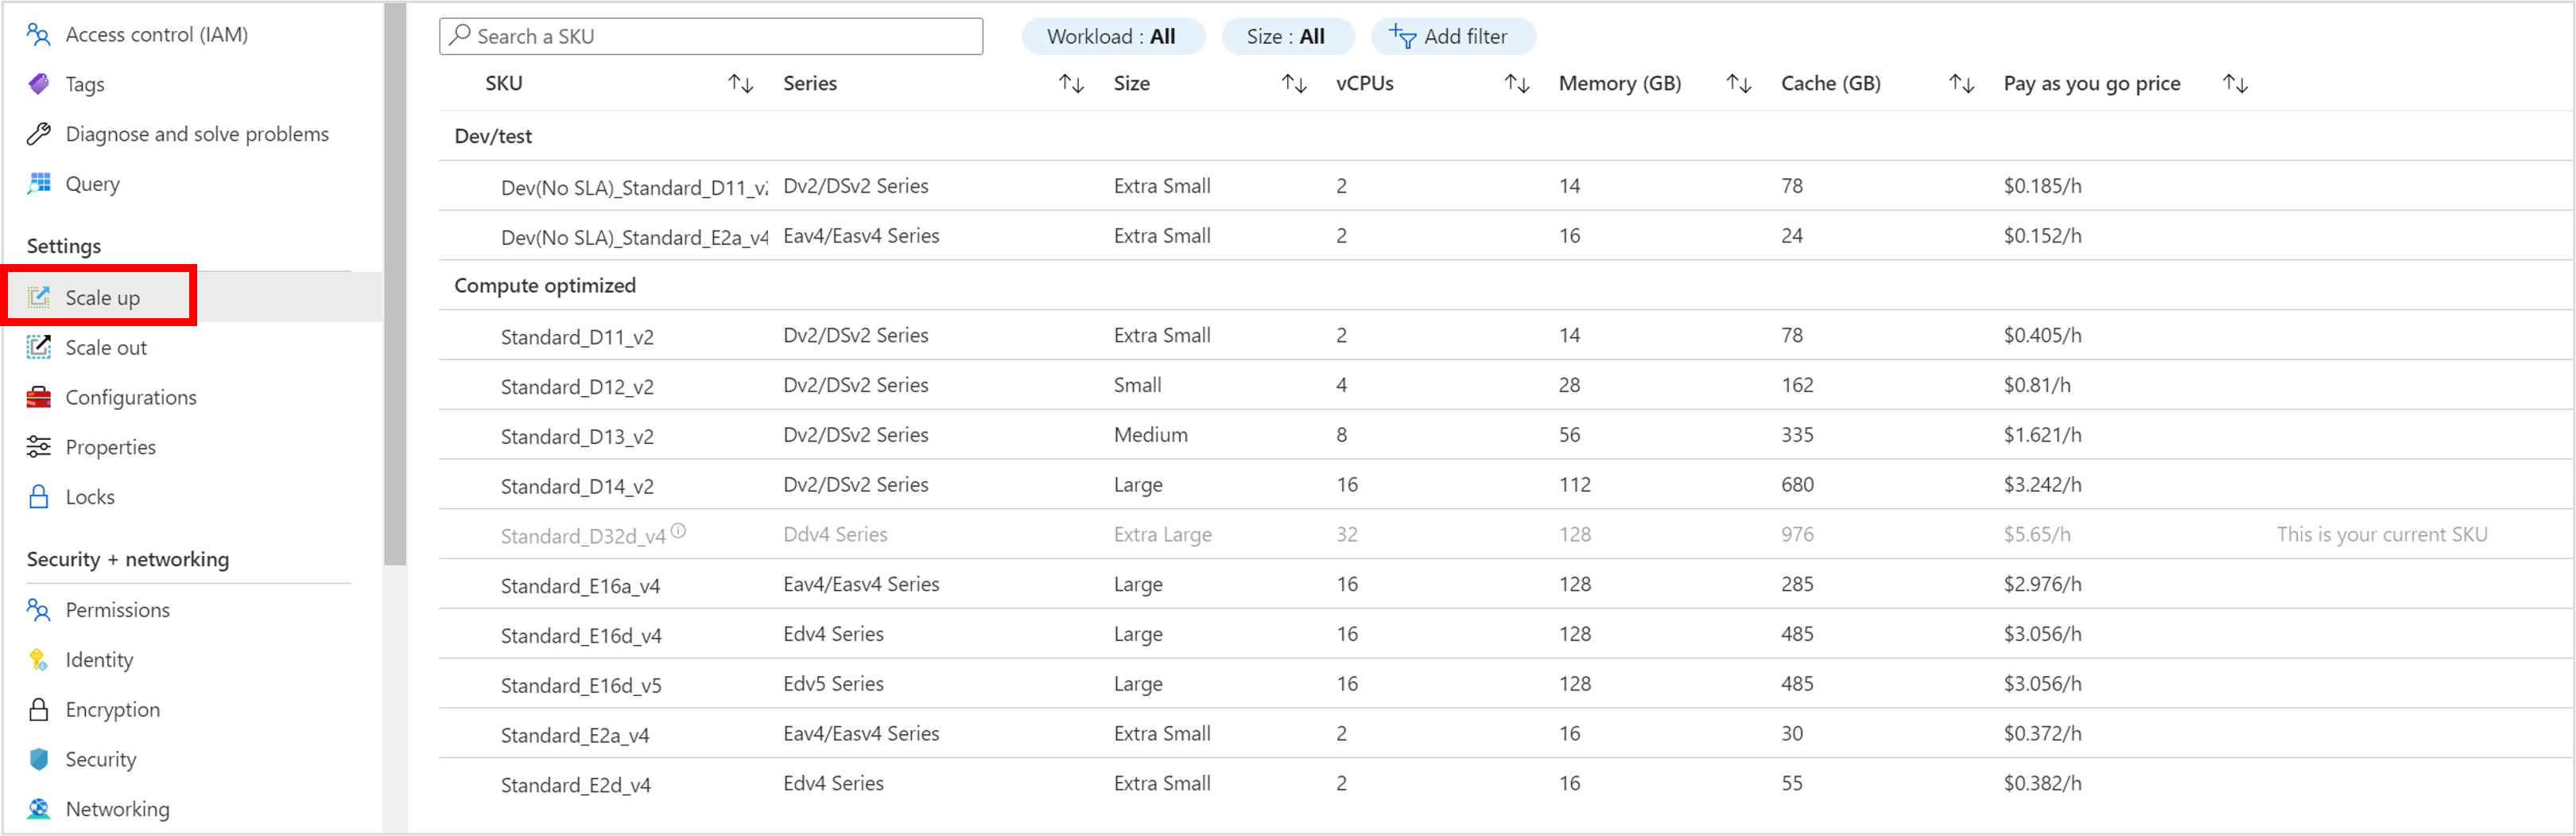 Access control (IAM)
Tags
Diagnose and solve problems
Query
Settings
Scale up
Scale out
Configurations
Properties
Locks
Security + networking
Permissions
Identity
Encryption
Security
Networking
Search a SKU
Workload : All
Size : All
Add filter
SKU Series Size vCPUs Memory (GB) Cache (GB) Pay as you go price
Dev/test
Dev(No SLA)_Standard_D11_v2 Dv2/DSv2 Series Extra Small 2 14 78 $0.185/h
Dev(No SLA)_Standard_E2a_v4 Eav4/Easv4 Series Extra Small 2 16 24 $0.152/h
Compute optimized
Standard_D11_v2 Dv2/DSv2 Series Extra Small 2 14 78 $0.405/h
Standard_D12_v2 Dv2/DSv2 Series Small 4 28 162 $0.81/h
Standard_D13_v2 Dv2/DSv2 Series Medium 8 56 335 $1.621/h
Standard_D14_v2 Dv2/DSv2 Series Large 16 112 680 $3.242/h
Standard_D32d_v4 Ddv4 Series Extra Large 32 128 976 $5.65/h This is your current SKU
Standard_E16a_v4 Eav4/Easv4 Series Large 16 128 285 $2.976/h
Standard_E16d_v4 Edv4 Series Large 16 128 485 $3.056/h
Standard_E16d_v5 Edv5 Series Large 16 128 485 $3.056/h
Standard_E2a_v4 Eav4/Easv4 Series Extra Small 2 16 30 $0.372/h
Standard_E2d_v4 Edv4 Series Extra Small 2 16 55 $0.382/h